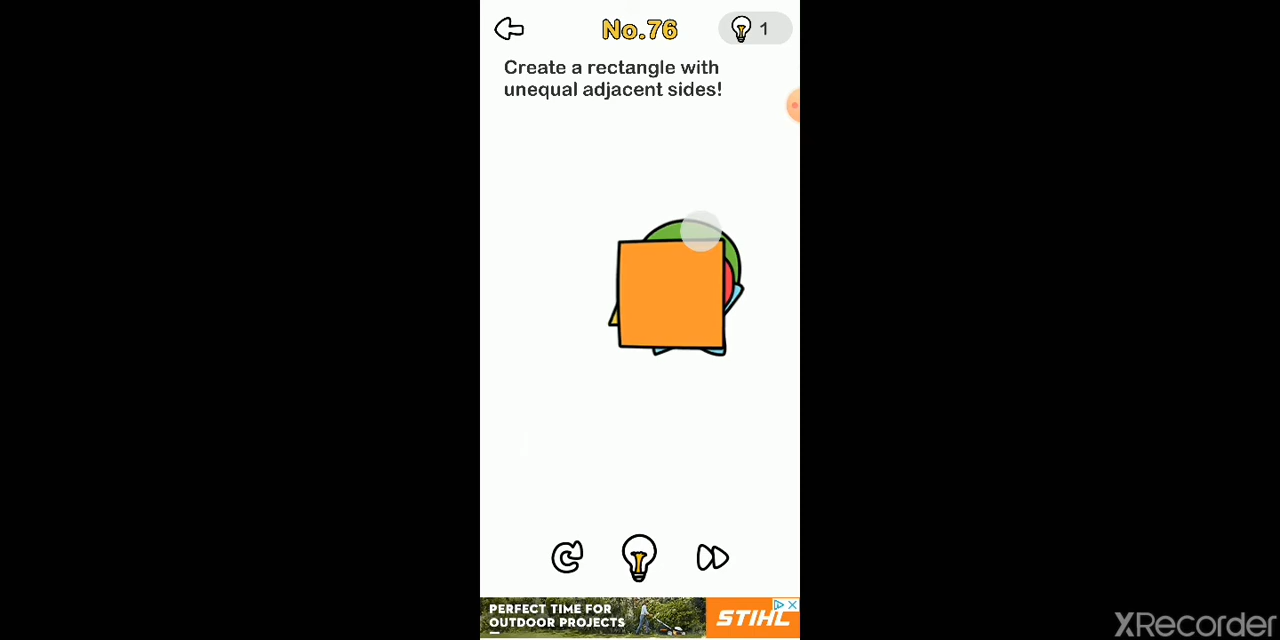 No.76
1
Create a rectangle with
unequal adjacent sides!
PERFECT TIME FOR
OUTDOOR PROJECTS
STIHL
XRecorder